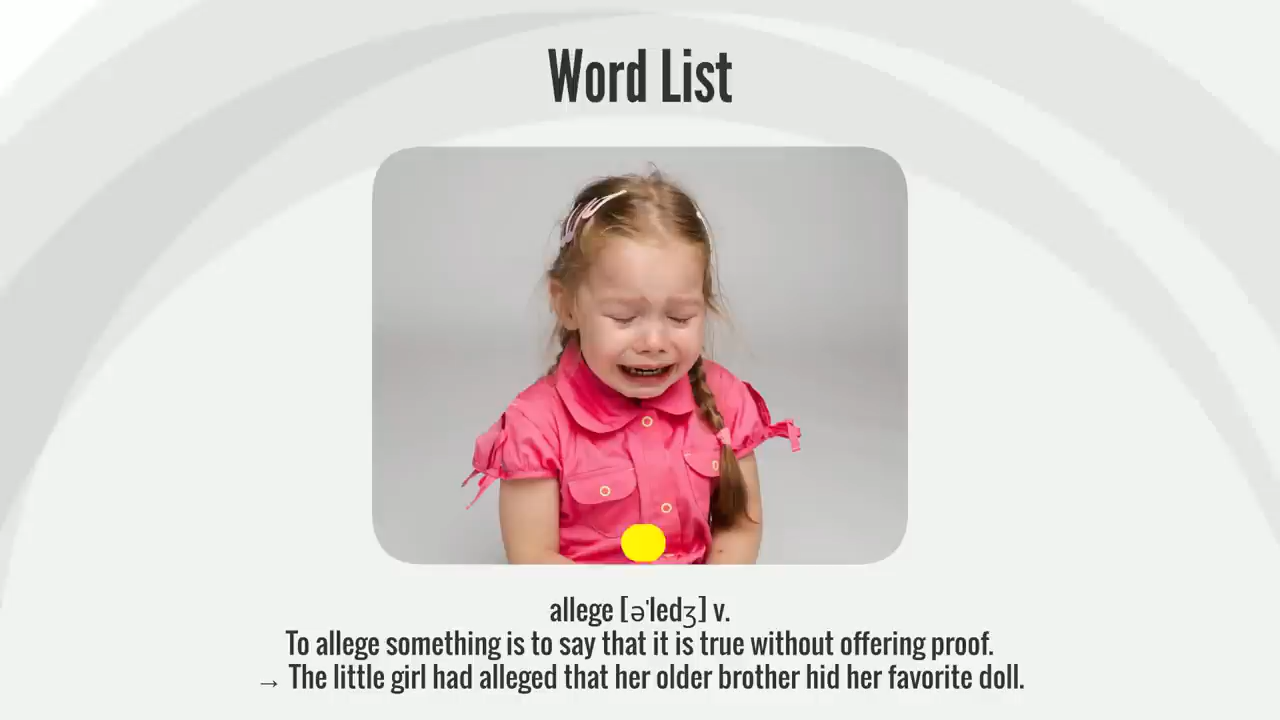 Word List
allege [əˈledʒ] v.
To allege something is to say that it is true without offering proof.
→ The little girl had alleged that her older brother hid her favorite doll.